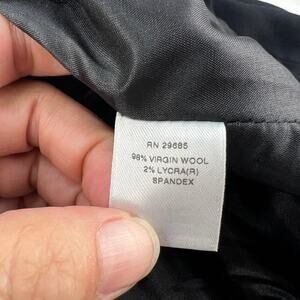 RN 29685
98% VIRGIN WOOL
2% LYCRA(R)
SPANDEX